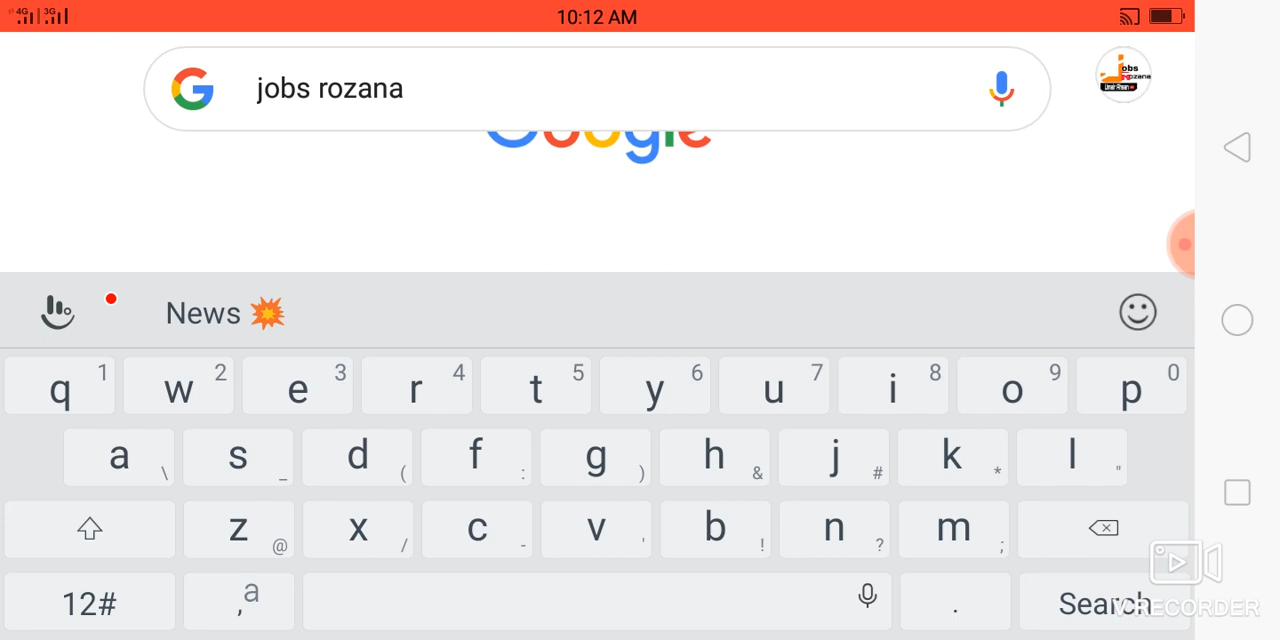 4G 3G
10:12 AM
jobs rozana
obs
Rozana
Google
News
q 1 w 2 e 3 r 4 t 5 y 6 u 7 i 8 o 9 p 0
a \ s _ d ( f : g ) h & j # k * l "
z @ x / c - v ' b ! n ? m ;
12# , a . Search
V RECORDER